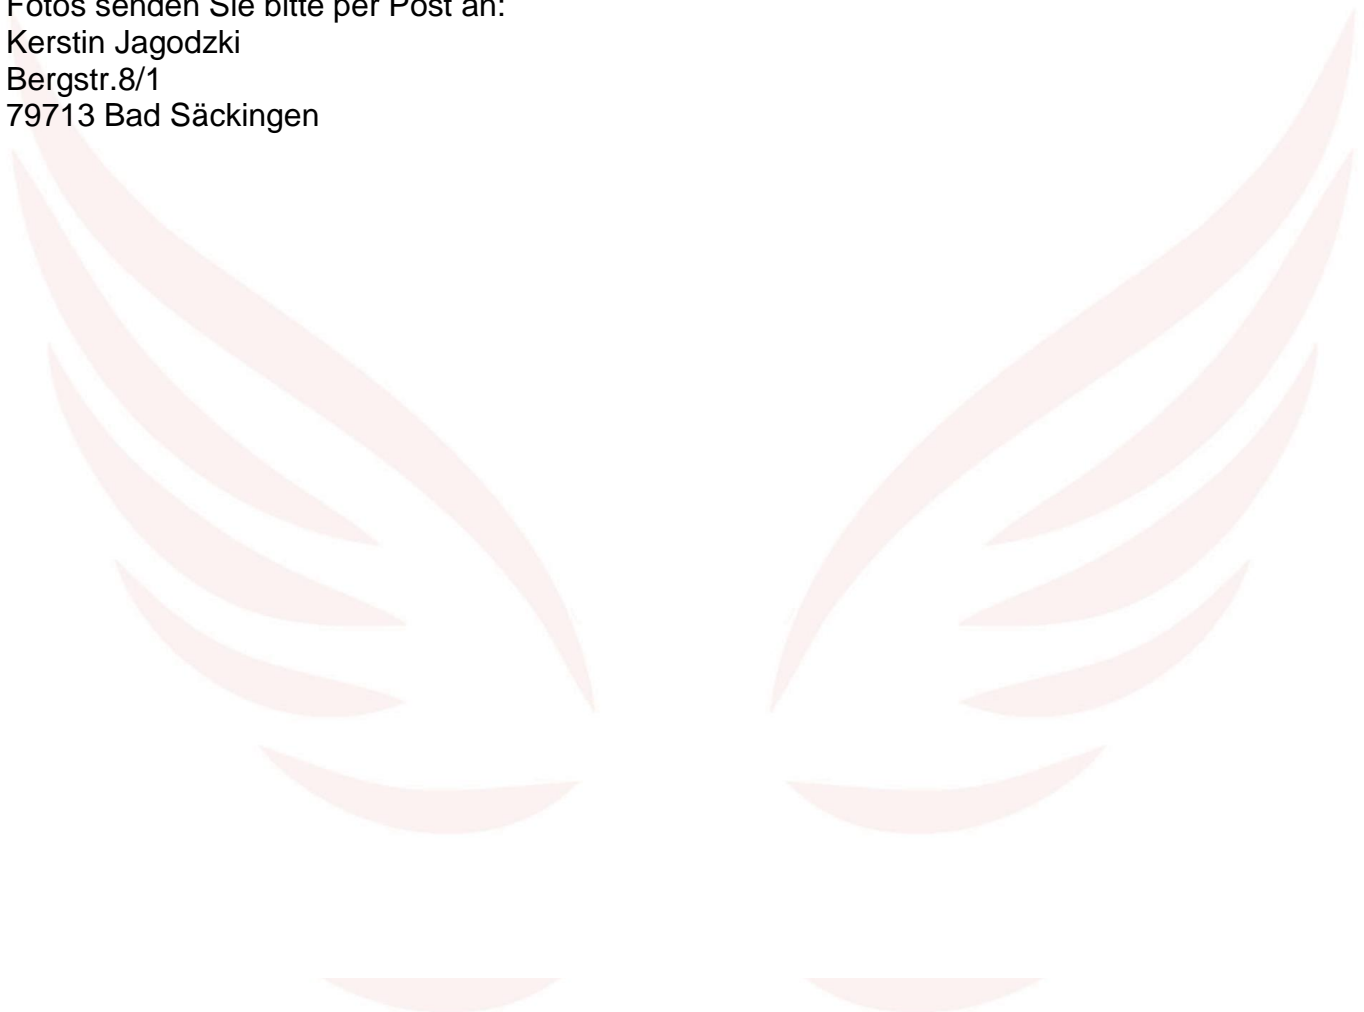 Fotos senden Sie bitte per Post an:
Kerstin Jagodzki
Bergstr.8/1
79713 Bad Säckingen